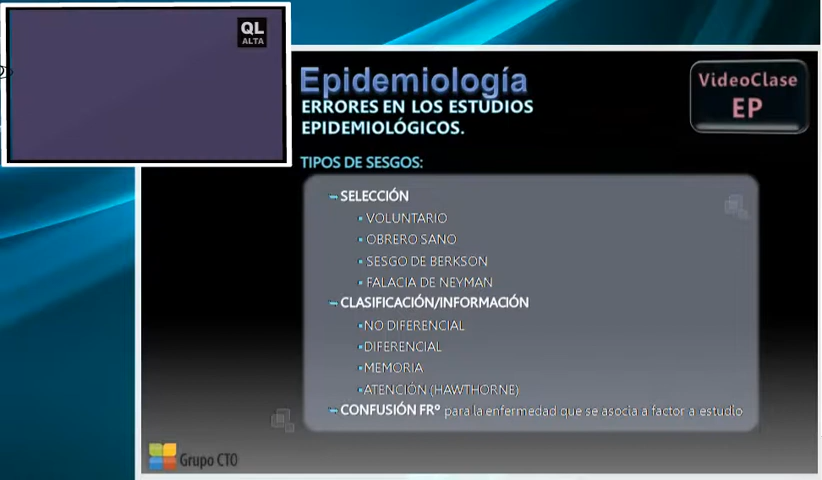 QL
ALTA
Epidemiología
VideoClase
EP
ERRORES EN LOS ESTUDIOS
EPIDEMIOLÓGICOS.
TIPOS DE SESGOS:
SELECCIÓN
VOLUNTARIO
OBRERO SANO
SESGO DE BERKSON
FALACIA DE NEYMAN
CLASIFICACIÓN/INFORMACIÓN
NO DIFERENCIAL
DIFERENCIAL
MEMORIA
ATENCIÓN (HAWTHORNE)
CONFUSIÓN FRº para la enfermedad que se asocia a factor a estudio
Grupo CTO